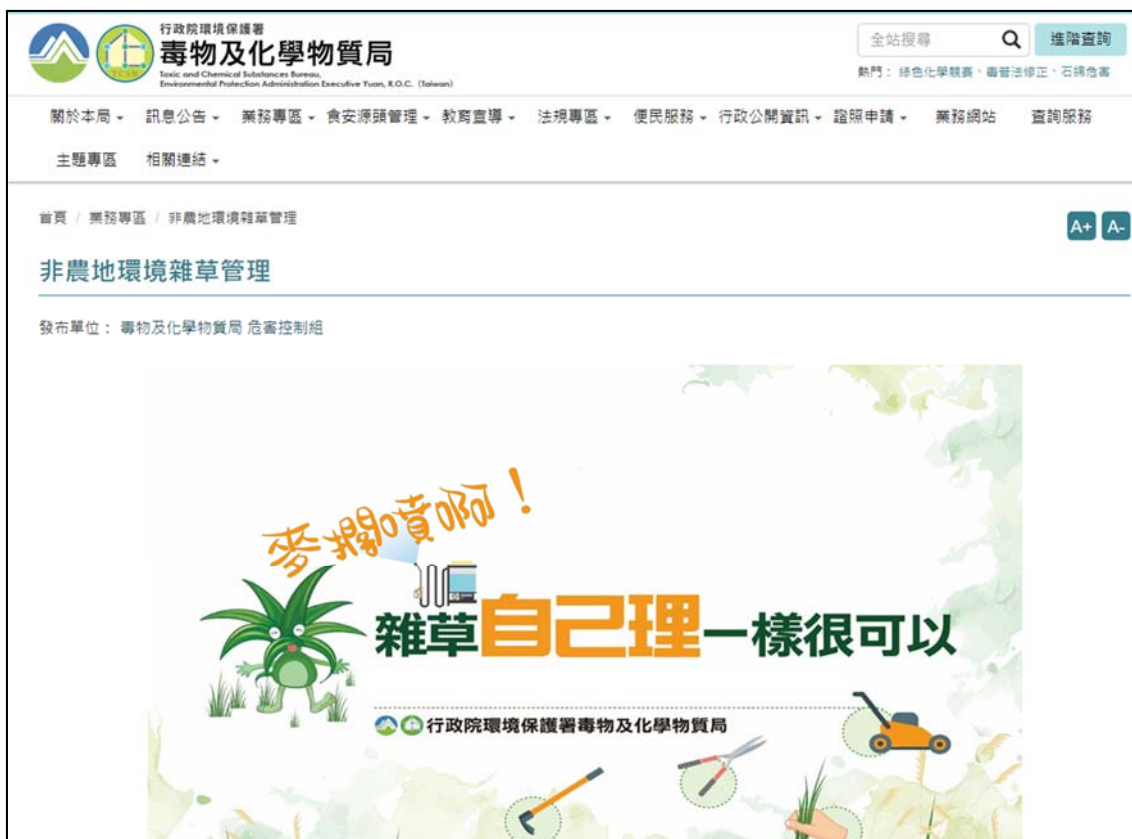 行政院環境保護署
毒物及化學物質局
Toxic and Chemical Substances Bureau,
Environmental Protection Administration Executive Yuan, R.O.C. (Taiwan)
全站搜尋
進階查詢
熱門： 綠色化學競賽、毒管法修正、石綿危害
關於本局 訊息公告 業務專區 食安源頭管理 教育宣導 法規專區 便民服務 行政公開資訊 證照申請 業務網站 查詢服務
主題專區 相關連結
首頁 / 業務專區 / 非農地環境雜草管理
A+ A-
非農地環境雜草管理
發布單位： 毒物及化學物質局 危害控制組
麥擱噴啊！
雜草自己理一樣很可以
行政院環境保護署毒物及化學物質局